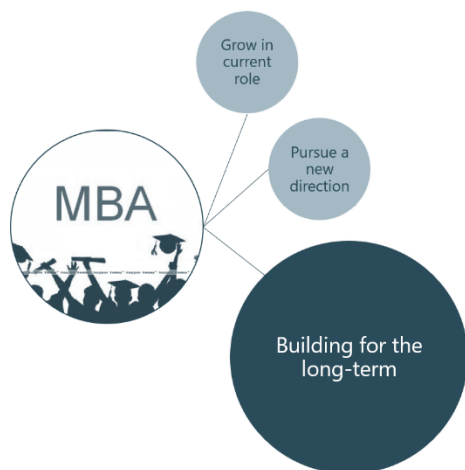 Grow in
current
role
Pursue a
new
direction
MBA
Building for the
long-term